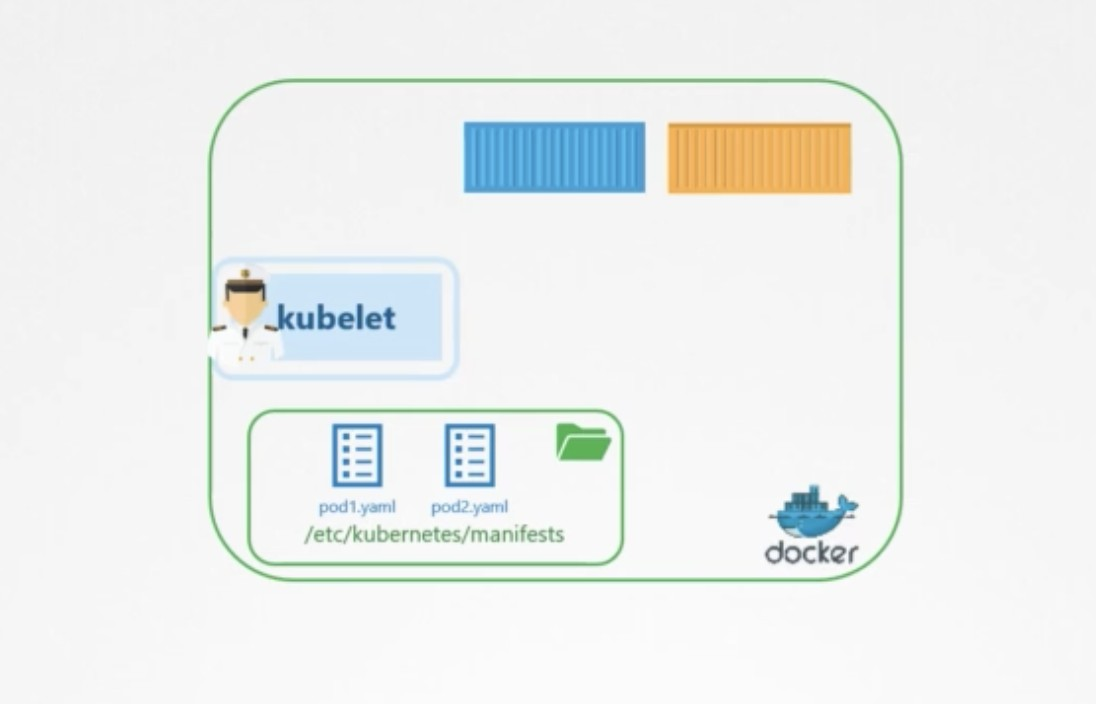 kubelet
pod1.yaml pod2.yaml
/etc/kubernetes/manifests
docker